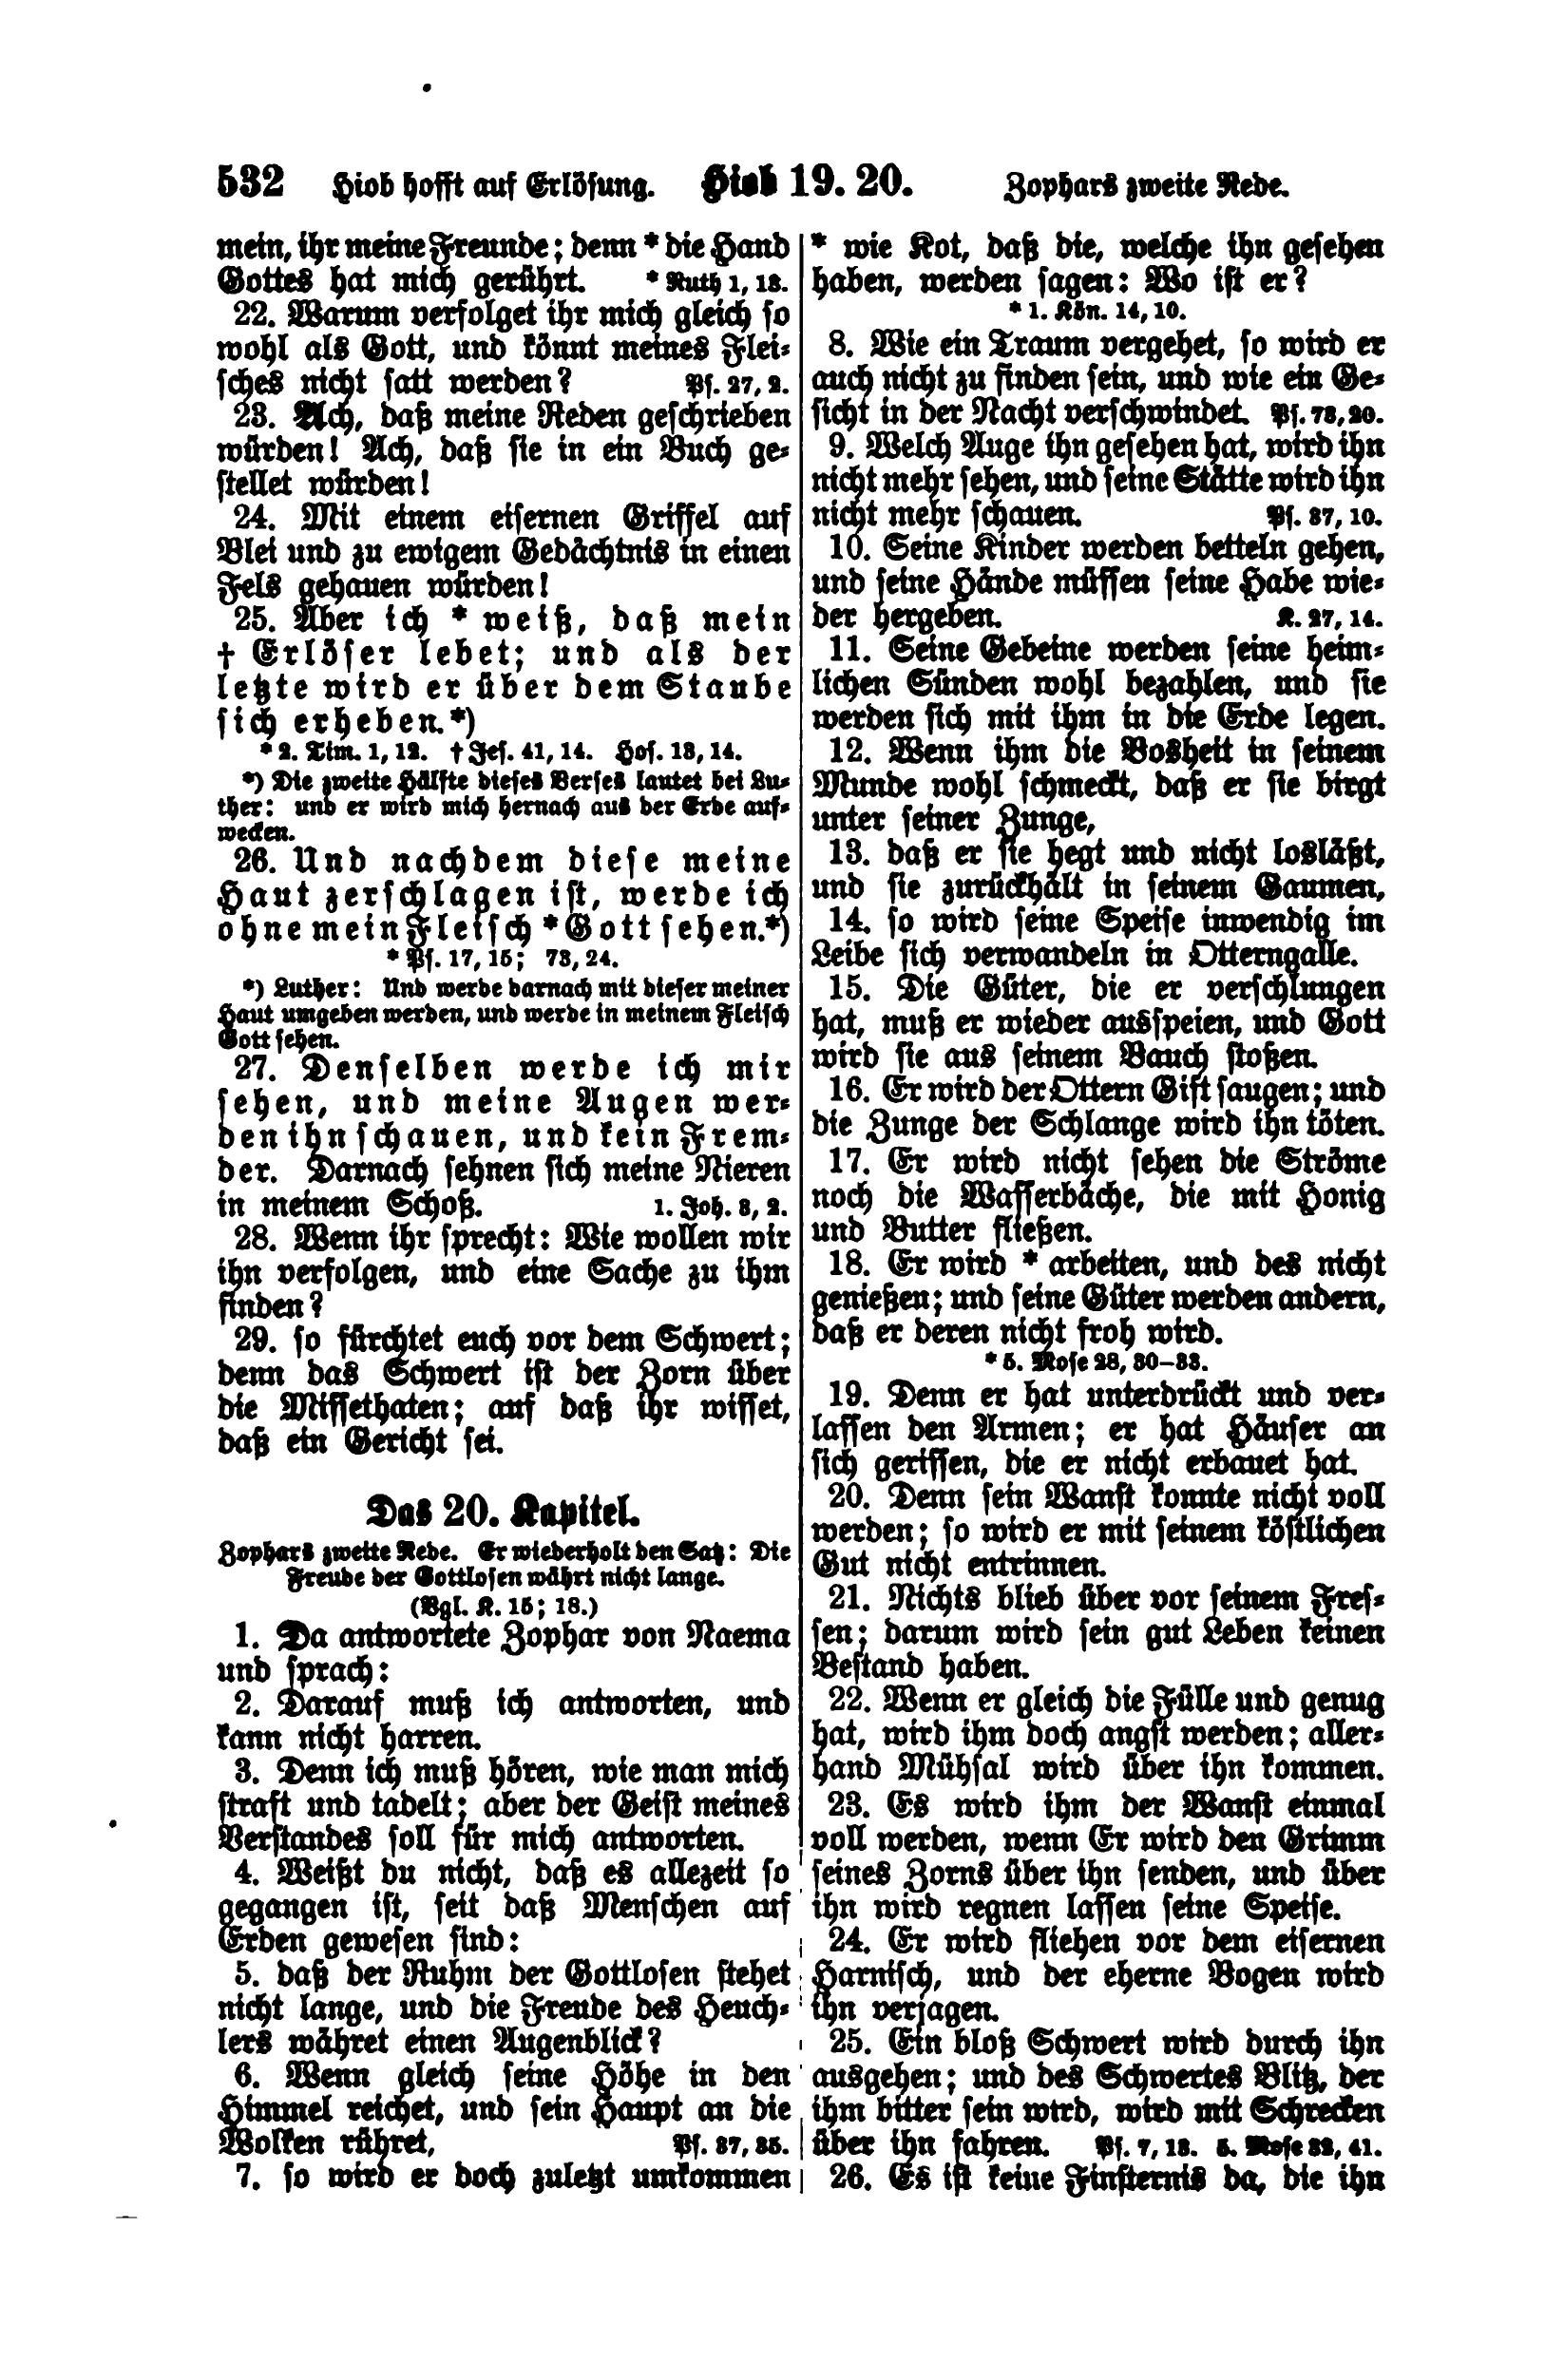 532 Hiob hofft auf Erlösung. Hiob 19. 20. Zophars zweite Rede.
mein, ihr meine Freunde; denn * die Hand
Gottes hat mich gerührt. * Ruth 1, 13.
22. Warum verfolget ihr mich gleich so
wohl als Gott, und könnt meines Flei-
sches nicht satt werden? Ps. 27, 2.
23. Ach, daß meine Reden geschrieben
würden! Ach, daß sie in ein Buch ge-
stellet würden!
24. Mit einem eisernen Griffel auf
Blei und zu ewigem Gedächtnis in einen
Fels gehauen würden!
25. Aber ich * weiß, daß mein
† Erlöser lebet; und als der
letzte wird er über dem Staube
sich erheben.*)
* 2. Tim. 1, 12. † Jes. 41, 14. Hos. 13, 14.
*) Die zweite Hälfte dieses Verses lautet bei Lu-
ther: und er wird mich hernach aus der Erde auf-
wecken.
26. Und nachdem diese meine
Haut zerschlagen ist, werde ich
ohne mein Fleisch * Gott sehen.*)
* Ps. 17, 15; 73, 24.
*) Luther: Und werde darnach mit dieser meiner
Haut umgeben werden, und werde in meinem Fleisch
Gott sehen.
27. Denselben werde ich mir
sehen, und meine Augen wer-
den ihn schauen, und kein Frem-
der. Darnach sehnen sich meine Nieren
in meinem Schoß. 1. Joh. 3, 2.
28. Wenn ihr sprecht: Wie wollen wir
ihn verfolgen, und eine Sache zu ihm
finden?
29. so fürchtet euch vor dem Schwert;
denn das Schwert ist der Zorn über
die Missethaten; auf daß ihr wisset,
daß ein Gericht sei.
Das 20. Kapitel.
Zophars zweite Rede. Er wiederholt den Satz: Die
Freude der Gottlosen währt nicht lange.
(Vgl. K. 15; 18.)
1. Da antwortete Zophar von Naema
und sprach:
2. Darauf muß ich antworten, und
kann nicht harren.
3. Denn ich muß hören, wie man mich
straft und tadelt; aber der Geist meines
Verstandes soll für mich antworten.
4. Weißt du nicht, daß es allezeit so
gegangen ist, seit daß Menschen auf
Erden gewesen sind:
5. daß der Ruhm der Gottlosen stehet
nicht lange, und die Freude des Heuch-
lers währet einen Augenblick?
6. Wenn gleich seine Höhe in den
Himmel reichet, und sein Haupt an die
Wolken rühret, Ps. 37, 35.
7. so wird er doch zuletzt umkommen
* wie Kot, daß die, welche ihn gesehen
haben, werden sagen: Wo ist er?
* 1. Kön. 14, 10.
8. Wie ein Traum vergehet, so wird er
auch nicht zu finden sein, und wie ein Ge-
sicht in der Nacht verschwindet. Ps. 73, 20.
9. Welch Auge ihn gesehen hat, wird ihn
nicht mehr sehen, und seine Stätte wird ihn
nicht mehr schauen. Ps. 37, 10.
10. Seine Kinder werden betteln gehen,
und seine Hände müssen seine Habe wie-
der hergeben. K. 27, 14.
11. Seine Gebeine werden seine heim-
lichen Sünden wohl bezahlen, und sie
werden sich mit ihm in die Erde legen.
12. Wenn ihm die Bosheit in seinem
Munde wohl schmeckt, daß er sie birgt
unter seiner Zunge,
13. daß er sie hegt und nicht losläßt,
und sie zurückhält in seinem Gaumen,
14. so wird seine Speise inwendig im
Leibe sich verwandeln in Otterngalle.
15. Die Güter, die er verschlungen
hat, muß er wieder ausspeien, und Gott
wird sie aus seinem Bauch stoßen.
16. Er wird der Ottern Gift saugen; und
die Zunge der Schlange wird ihn töten.
17. Er wird nicht sehen die Ströme
noch die Wasserbäche, die mit Honig
und Butter fließen.
18. Er wird * arbeiten, und des nicht
genießen; und seine Güter werden andern,
daß er deren nicht froh wird.
* 5. Mose 28, 30–33.
19. Denn er hat unterdrückt und ver-
lassen den Armen; er hat Häuser an
sich gerissen, die er nicht erbauet hat.
20. Denn sein Wanst konnte nicht voll
werden; so wird er mit seinem köstlichen
Gut nicht entrinnen.
21. Nichts blieb über vor seinem Fres-
sen; darum wird sein gut Leben keinen
Bestand haben.
22. Wenn er gleich die Fülle und genug
hat, wird ihm doch angst werden; aller-
hand Mühsal wird über ihn kommen.
23. Es wird ihm der Wanst einmal
voll werden, wenn Er wird den Grimm
seines Zorns über ihn senden, und über
ihn wird regnen lassen seine Speise.
24. Er wird fliehen vor dem eisernen
Harnisch, und der eherne Bogen wird
ihn verjagen.
25. Ein bloß Schwert wird durch ihn
ausgehen; und des Schwertes Blitz, der
ihm bitter sein wird, wird mit Schrecken
über ihn fahren. Ps. 7, 13. 5. Mose 32, 41.
26. Es ist keine Finsternis da, die ihn